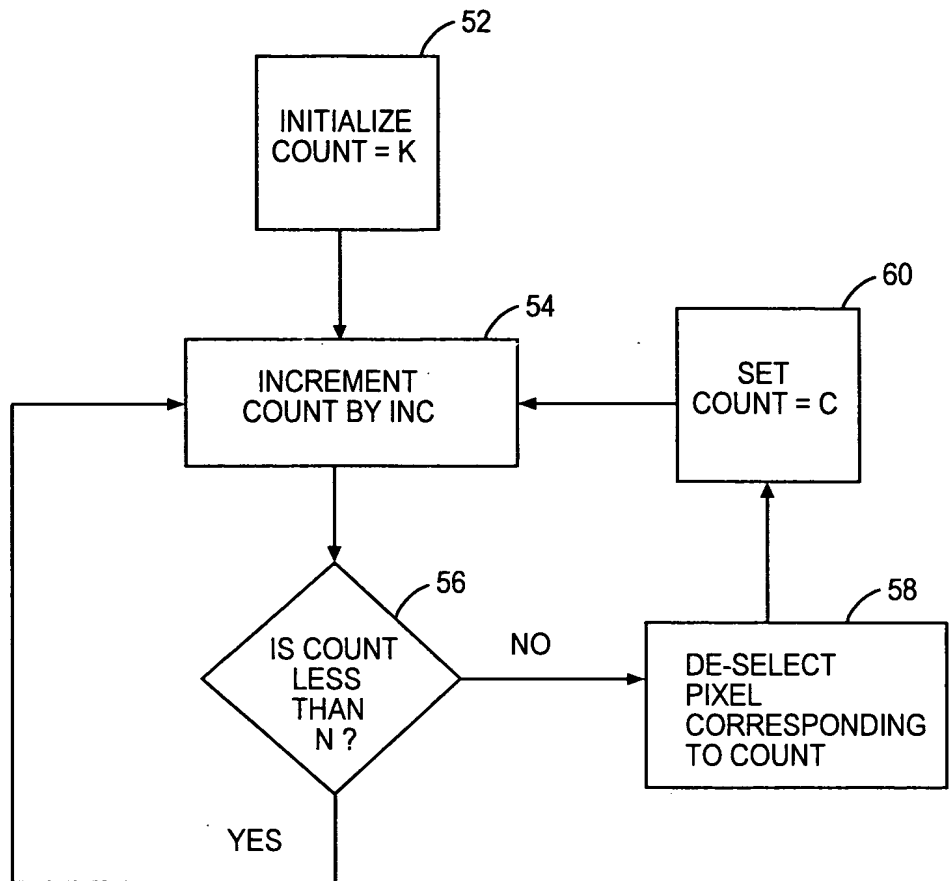 52
INITIALIZE
COUNT = K
54
INCREMENT
COUNT BY INC
60
SET
COUNT = C
56
IS COUNT
LESS
THAN
N ?
NO
58
DE-SELECT
PIXEL
CORRESPONDING
TO COUNT
YES